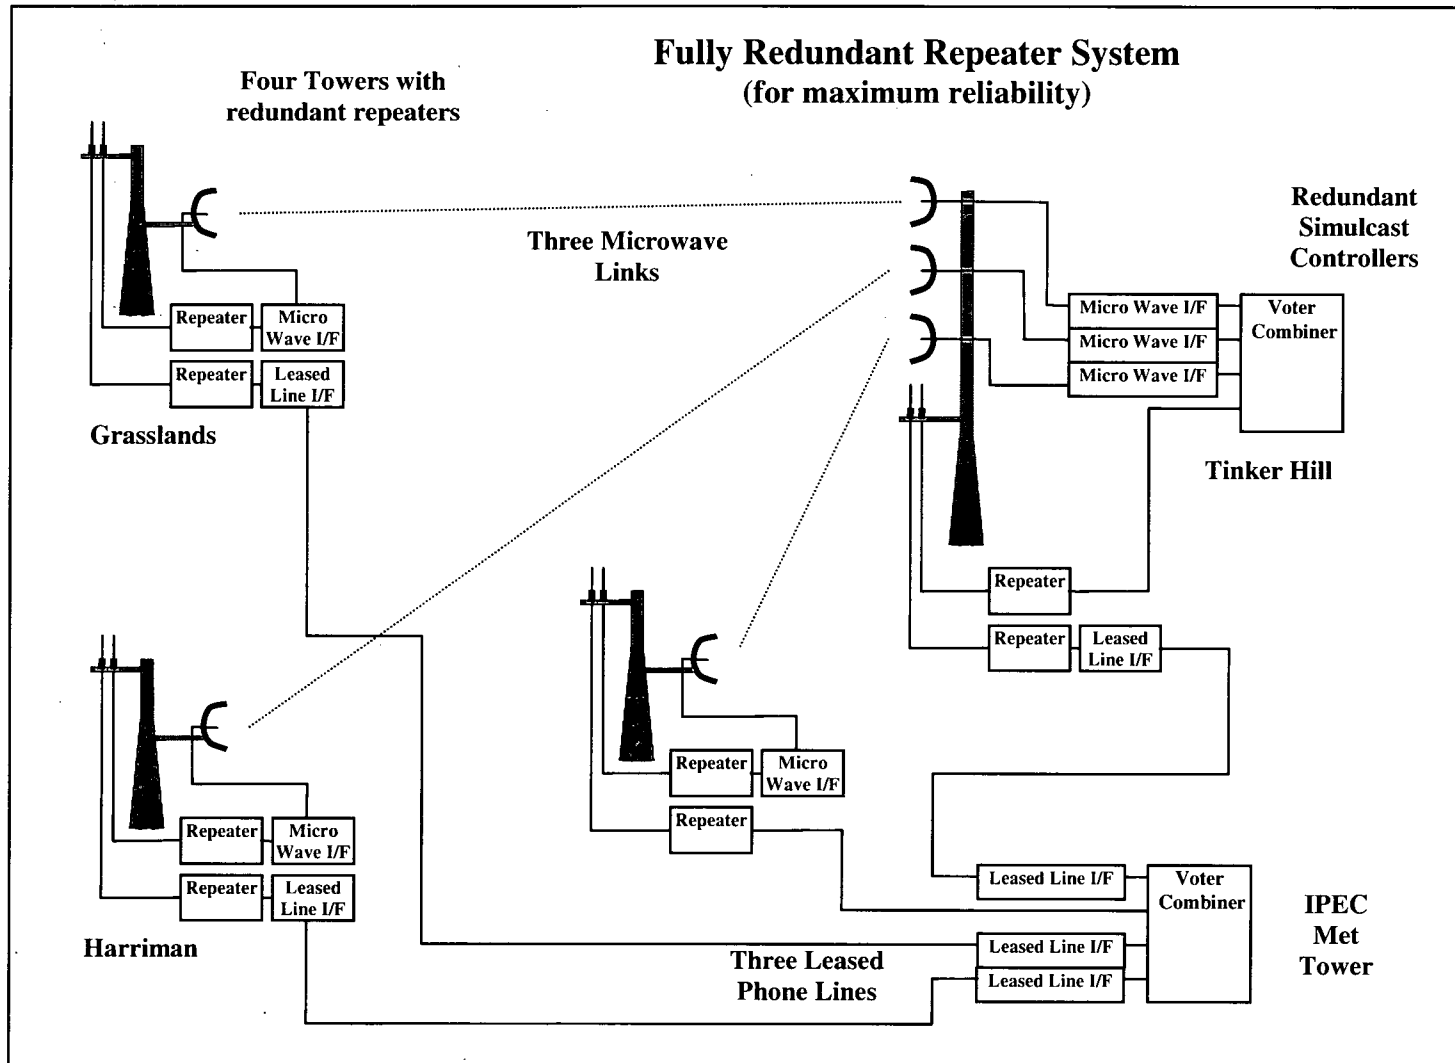 Fully Redundant Repeater System
(for maximum reliability)
Four Towers with
redundant repeaters
Three Microwave
Links
Redundant
Simulcast
Controllers
Repeater
Micro
Wave I/F
Repeater
Leased
Line I/F
Grasslands
Micro Wave I/F
Micro Wave I/F
Micro Wave I/F
Voter
Combiner
Tinker Hill
Repeater
Repeater
Leased
Line I/F
Repeater
Micro
Wave I/F
Repeater
Repeater
Micro
Wave I/F
Repeater
Leased
Line I/F
Harriman
Leased Line I/F
Leased Line I/F
Leased Line I/F
Voter
Combiner
IPEC
Met
Tower
Three Leased
Phone Lines